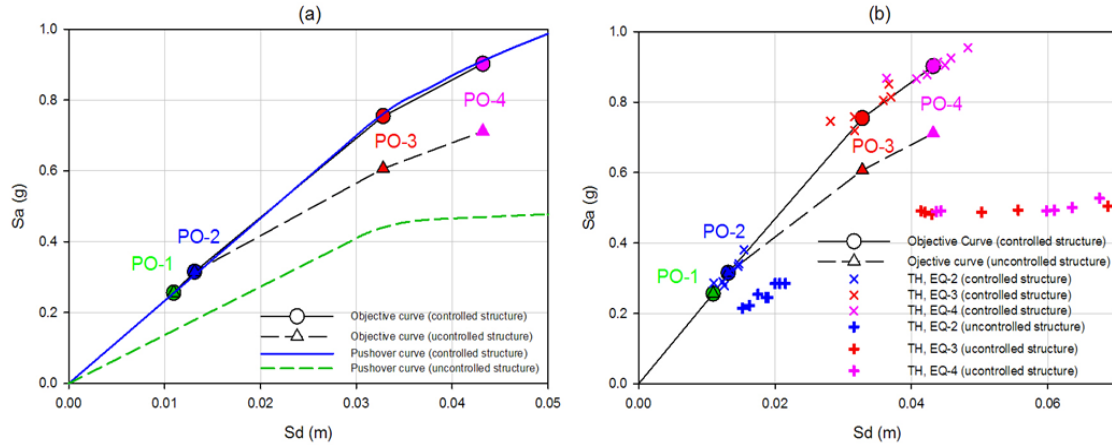 (a)
1.0
0.8
0.6
0.4
0.2
0.0
Sa (g)
PO-1
PO-2
PO-3
PO-4
Objective curve (controlled structure)
Objective curve (ucontrolled structure)
Pushover curve (controlled structure)
Pushover curve (uncontrolled structure)
0.00 0.01 0.02 0.03 0.04 0.05
Sd (m)
(b)
1.0
0.8
0.6
0.4
0.2
0.0
Sa (g)
PO-1
PO-2
PO-3
PO-4
Objective Curve (controlled structure)
Ojective curve (uncontrolled structure)
TH, EQ-2 (controlled structure)
TH, EQ-3 (controlled structure)
TH, EQ-4 (controlled structure)
TH, EQ-2 (uncontrolled structure)
TH, EQ-3 (ucontrolled structure)
TH, EQ-4 (ucontrolled structure)
0.00 0.02 0.04 0.06
Sd (m)